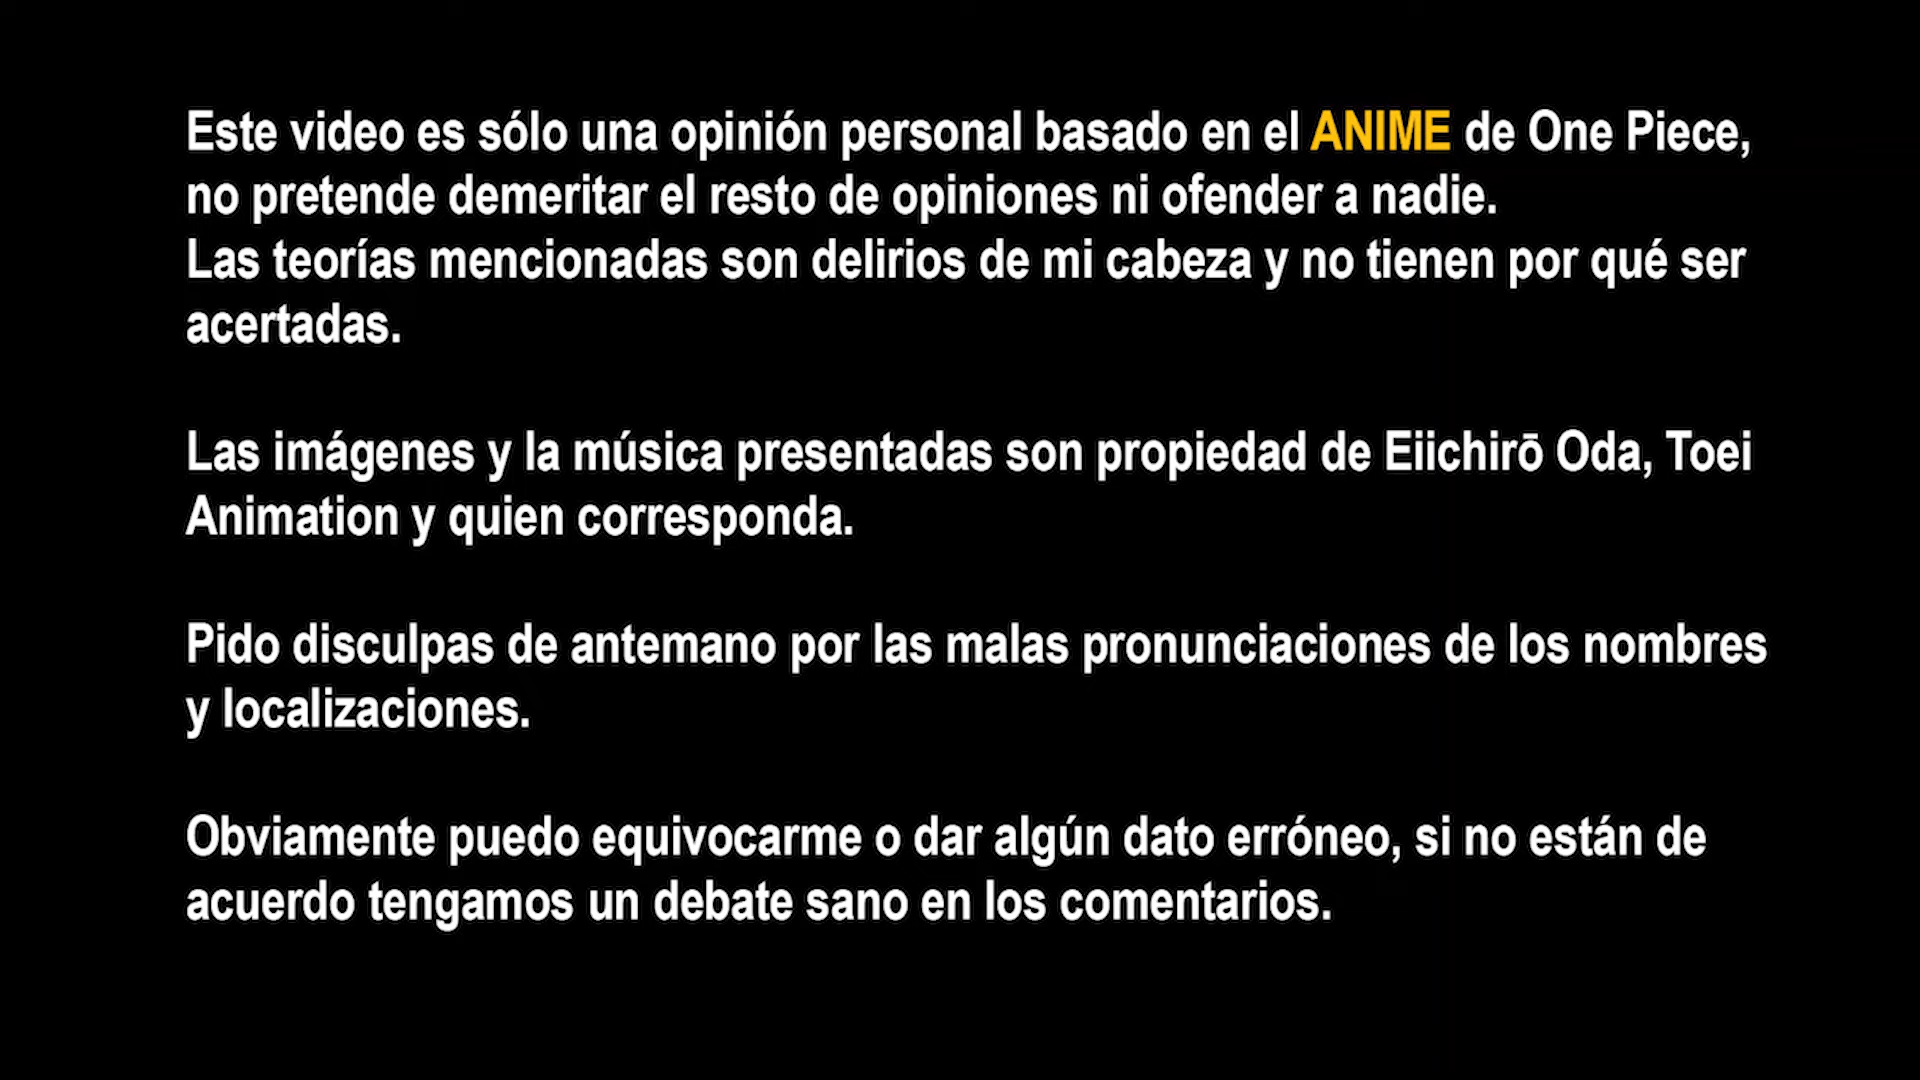 Este video es sólo una opinión personal basado en el ANIME de One Piece,
no pretende demeritar el resto de opiniones ni ofender a nadie.
Las teorías mencionadas son delirios de mi cabeza y no tienen por qué ser
acertadas.
Las imágenes y la música presentadas son propiedad de Eiichirō Oda, Toei
Animation y quien corresponda.
Pido disculpas de antemano por las malas pronunciaciones de los nombres
y localizaciones.
Obviamente puedo equivocarme o dar algún dato erróneo, si no están de
acuerdo tengamos un debate sano en los comentarios.